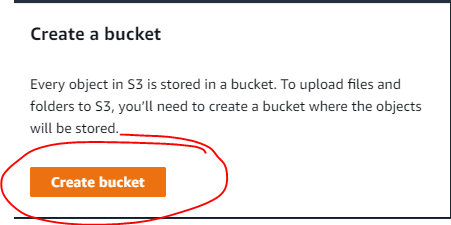 Create a bucket
Every object in S3 is stored in a bucket. To upload files and
folders to S3, you'll need to create a bucket where the objects
will be stored.
Create bucket